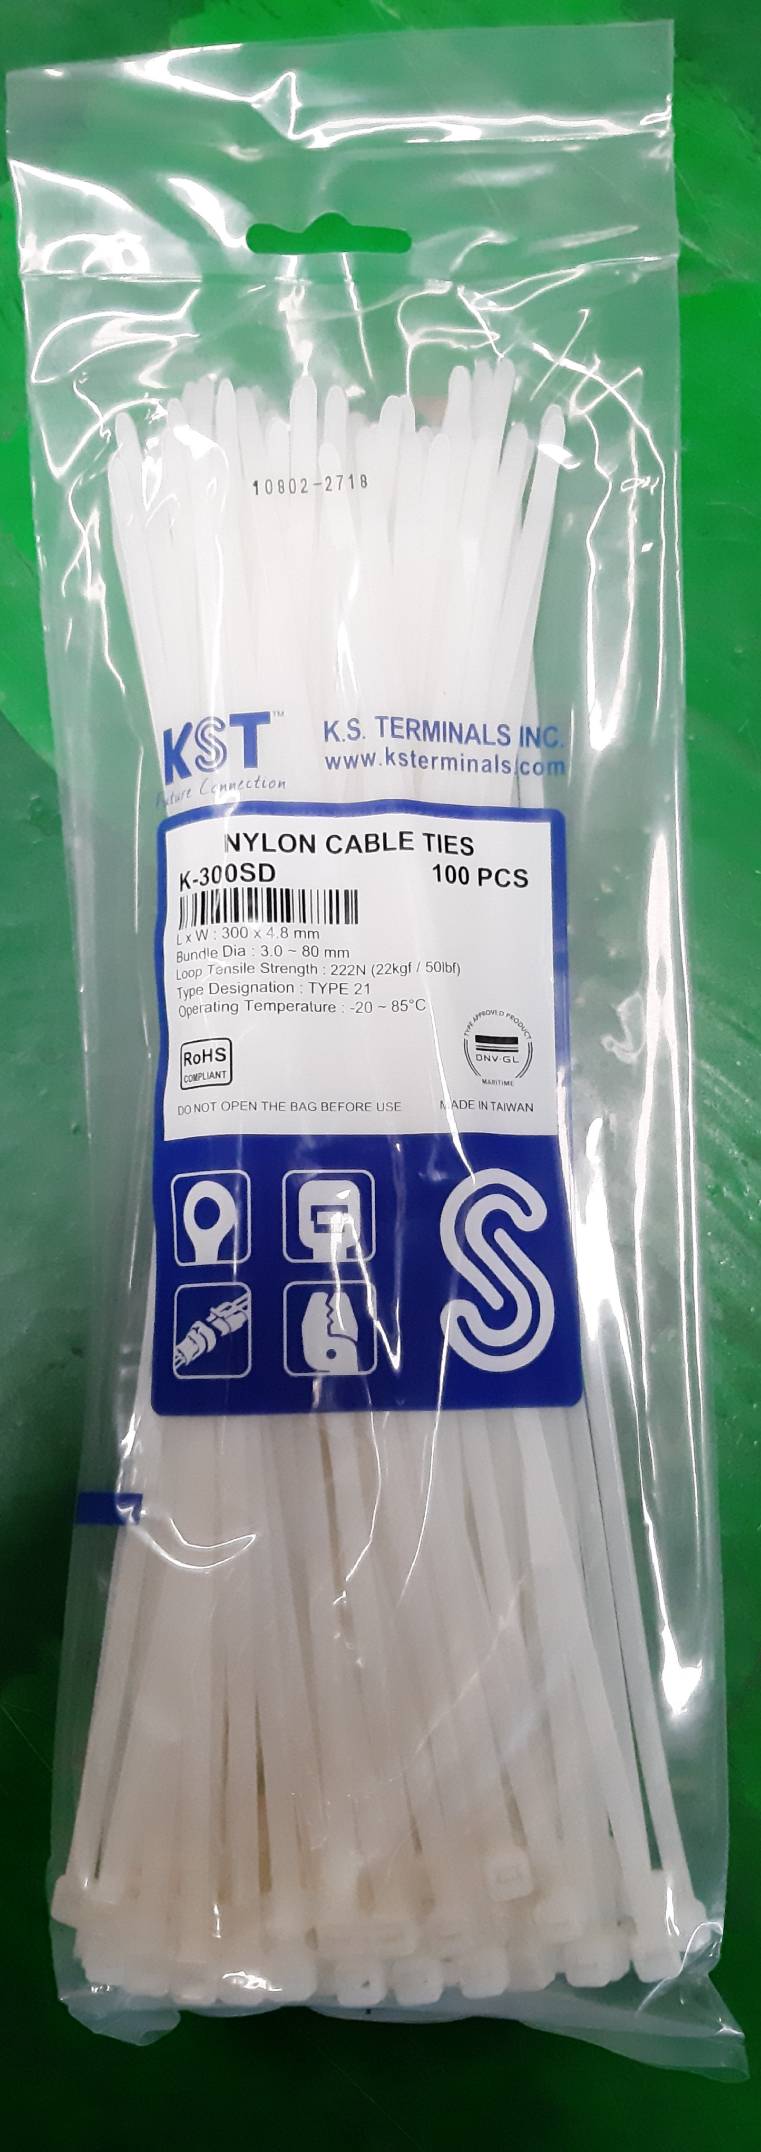 10802-2718
KST™
Future Connection
K.S. TERMINALS INC.
www.ksterminals.com
NYLON CABLE TIES
K-300SD
100 PCS
L x W : 300 x 4.8 mm
Bundle Dia : 3.0 ~ 80 mm
Loop Tensile Strength : 222N (22kgf / 50lbf)
Type Designation : TYPE 21
Operating Temperature : -20 ~ 85°C
RoHS
COMPLIANT
TYPE APPROVED PRODUCT
DNV·GL
MARITIME
DO NOT OPEN THE BAG BEFORE USE
MADE IN TAIWAN